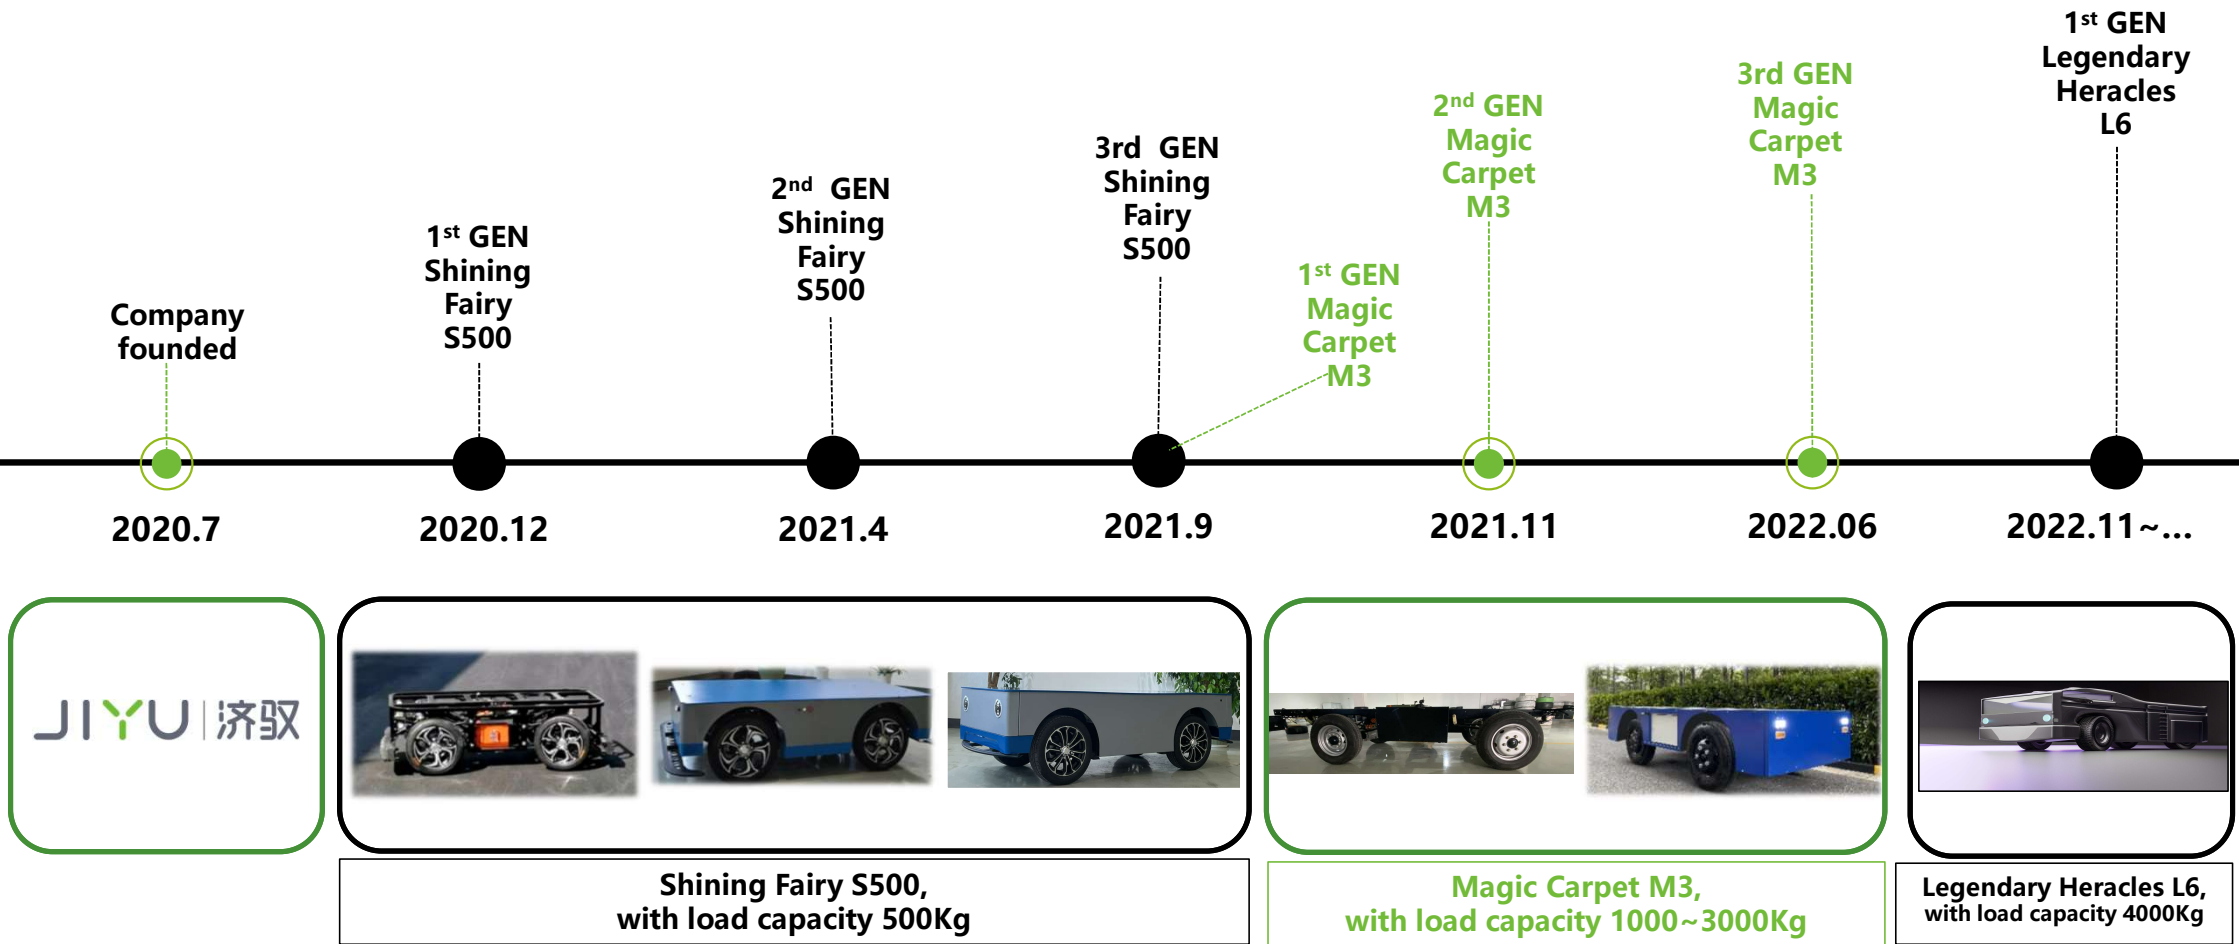 Company
founded
1st GEN
Shining
Fairy
S500
2nd GEN
Shining
Fairy
S500
3rd GEN
Shining
Fairy
S500
1st GEN
Magic
Carpet
M3
2nd GEN
Magic
Carpet
M3
3rd GEN
Magic
Carpet
M3
1st GEN
Legendary
Heracles
L6
2020.7
2020.12
2021.4
2021.9
2021.11
2022.06
2022.11~...
JIYU | 济驭
Shining Fairy S500,
with load capacity 500Kg
Magic Carpet M3,
with load capacity 1000~3000Kg
Legendary Heracles L6,
with load capacity 4000Kg